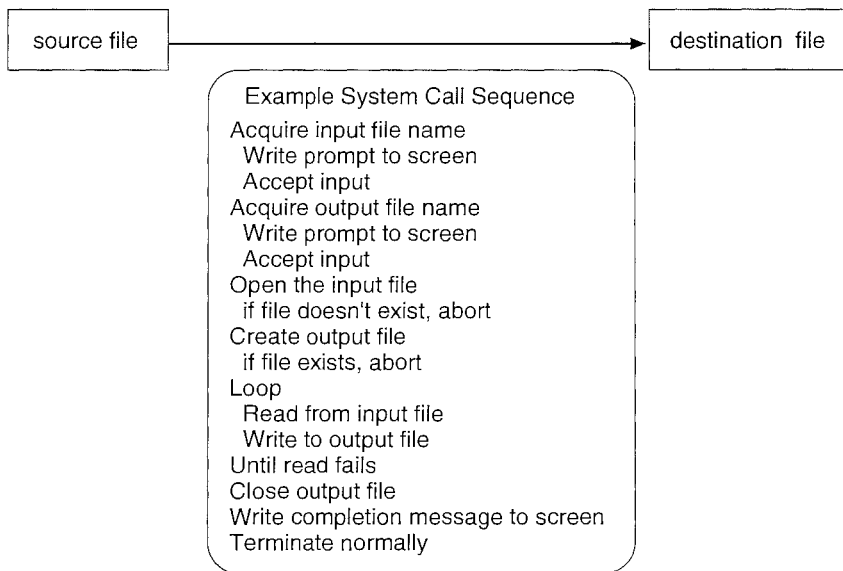 source file
destination file
Example System Call Sequence
Acquire input file name
Write prompt to screen
Accept input
Acquire output file name
Write prompt to screen
Accept input
Open the input file
if file doesn't exist, abort
Create output file
if file exists, abort
Loop
Read from input file
Write to output file
Until read fails
Close output file
Write completion message to screen
Terminate normally